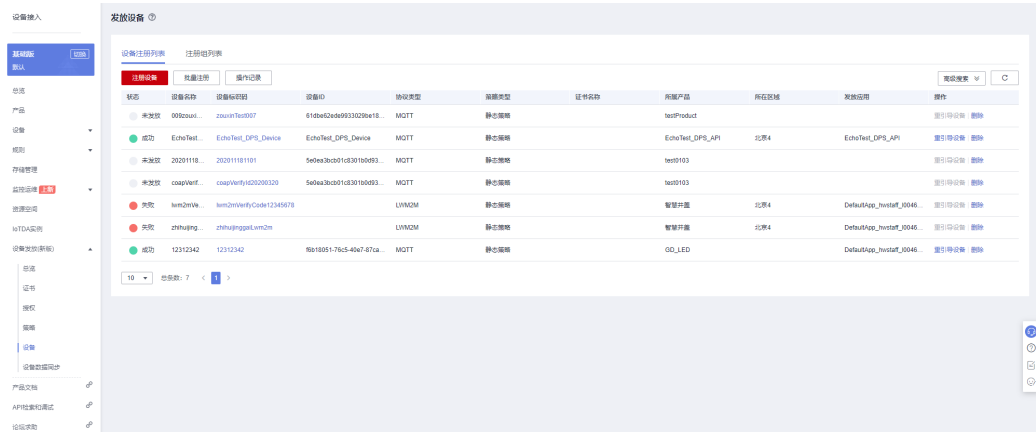 设备接入
基础版
切换
默认
总览
产品
设备
规则
存储管理
监控运维 上新
资源空间
IoTDA实例
设备发放(新版)
总览
证书
授权
策略
设备
设备数据同步
产品文档
API检索和调试
论坛求助
发放设备
设备注册列表 注册组列表
注册设备 批量注册 操作记录 高级搜索
状态 设备名称 设备标识码 设备ID 协议类型 策略类型 证书名称 所属产品 所在区域 发放应用 操作
未发放 009zouxi... zouxinTest007 61dbe62ede9933029be18... MQTT 静态策略 testProduct 重引导设备 删除
成功 EchoTest... EchoTest_DPS_Device EchoTest_DPS_Device MQTT 静态策略 EchoTest_DPS_API 北京4 EchoTest_DPS_API 重引导设备 删除
未发放 20201118... 202011181101 5e0ea3bcb01c8301b0d93... MQTT 静态策略 test0103 重引导设备 删除
未发放 coapVerif... coapVerifyId20200320 5e0ea3bcb01c8301b0d93... MQTT 静态策略 test0103 重引导设备 删除
失败 lwm2mVe... lwm2mVerifyCode12345678 LWM2M 静态策略 智慧井盖 北京4 DefaultApp_hwstaff_l0046... 重引导设备 删除
失败 zhihuijing... zhihuijinggaiLwm2m LWM2M 静态策略 智慧井盖 北京4 DefaultApp_hwstaff_l0046... 重引导设备 删除
成功 12312342 12312342 f6b18051-76c5-40e7-87ca... MQTT 静态策略 GD_LED DefaultApp_hwstaff_l0046... 重引导设备 删除
10 总条数: 7 < 1 >